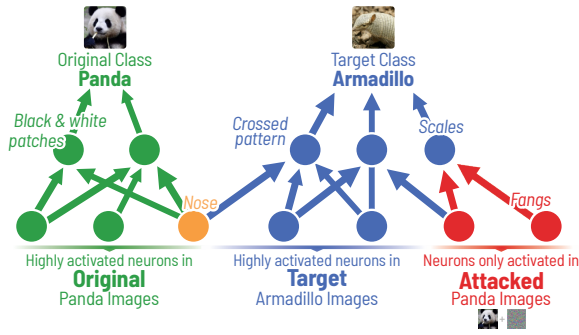 Original Class
Panda
Target Class
Armadillo
Black & white
patches
Crossed
pattern
Scales
Nose
Fangs
Highly activated neurons in
Original
Panda Images
Highly activated neurons in
Target
Armadillo Images
Neurons only activated in
Attacked
Panda Images
+